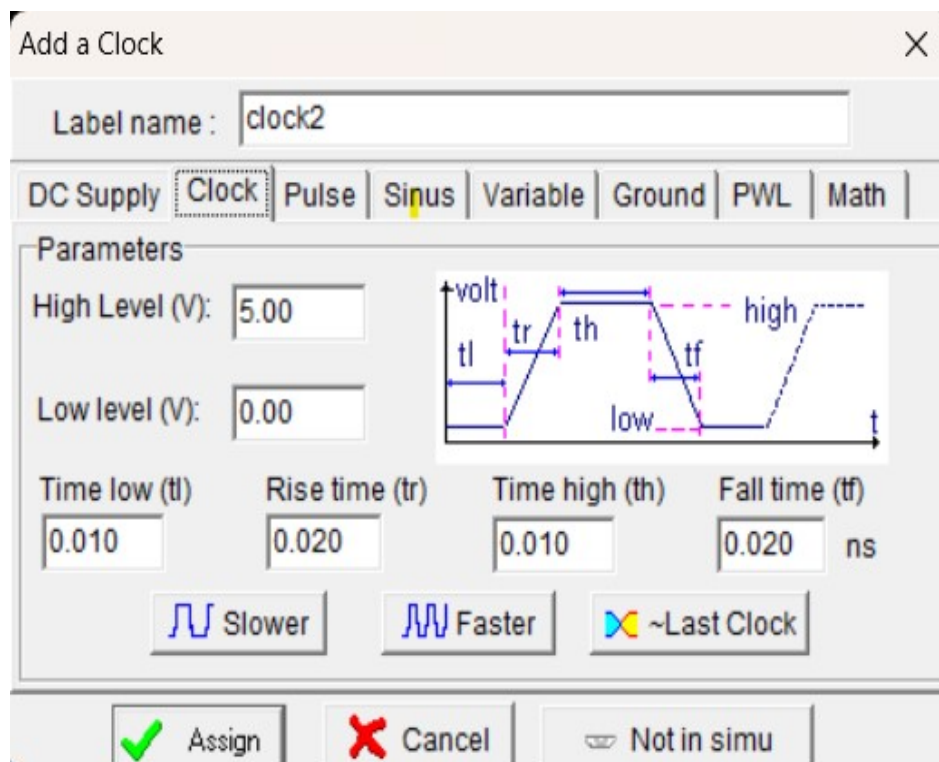 Add a Clock
Label name : clock2
DC Supply Clock Pulse Sinus Variable Ground PWL Math
Parameters
High Level (V): 5.00
Low level (V): 0.00
volt
tl tr th tf high
low t
Time low (tl) Rise time (tr) Time high (th) Fall time (tf)
0.010 0.020 0.010 0.020 ns
Slower Faster ~Last Clock
Assign Cancel Not in simu